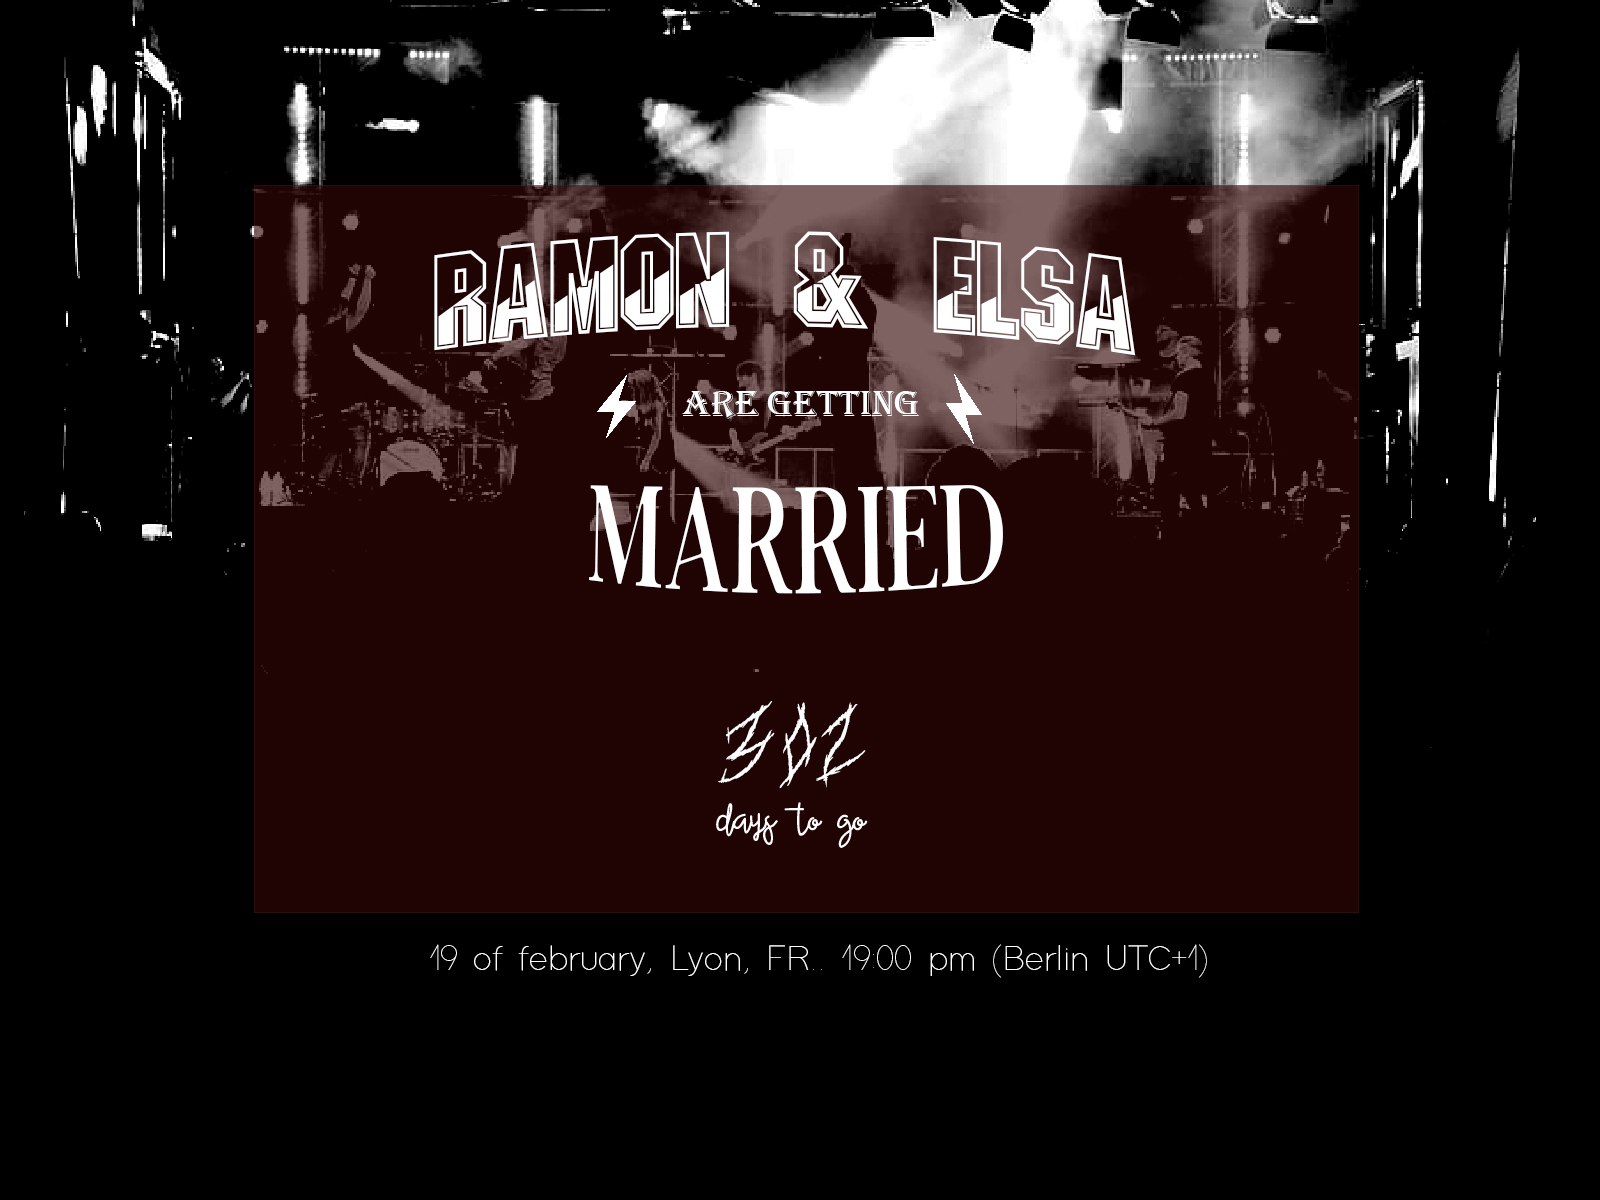 RAMON & ELSA
ARE GETTING
MARRIED
302
days to go
19 of february, Lyon, FR.. 19:00 pm (Berlin UTC+1)